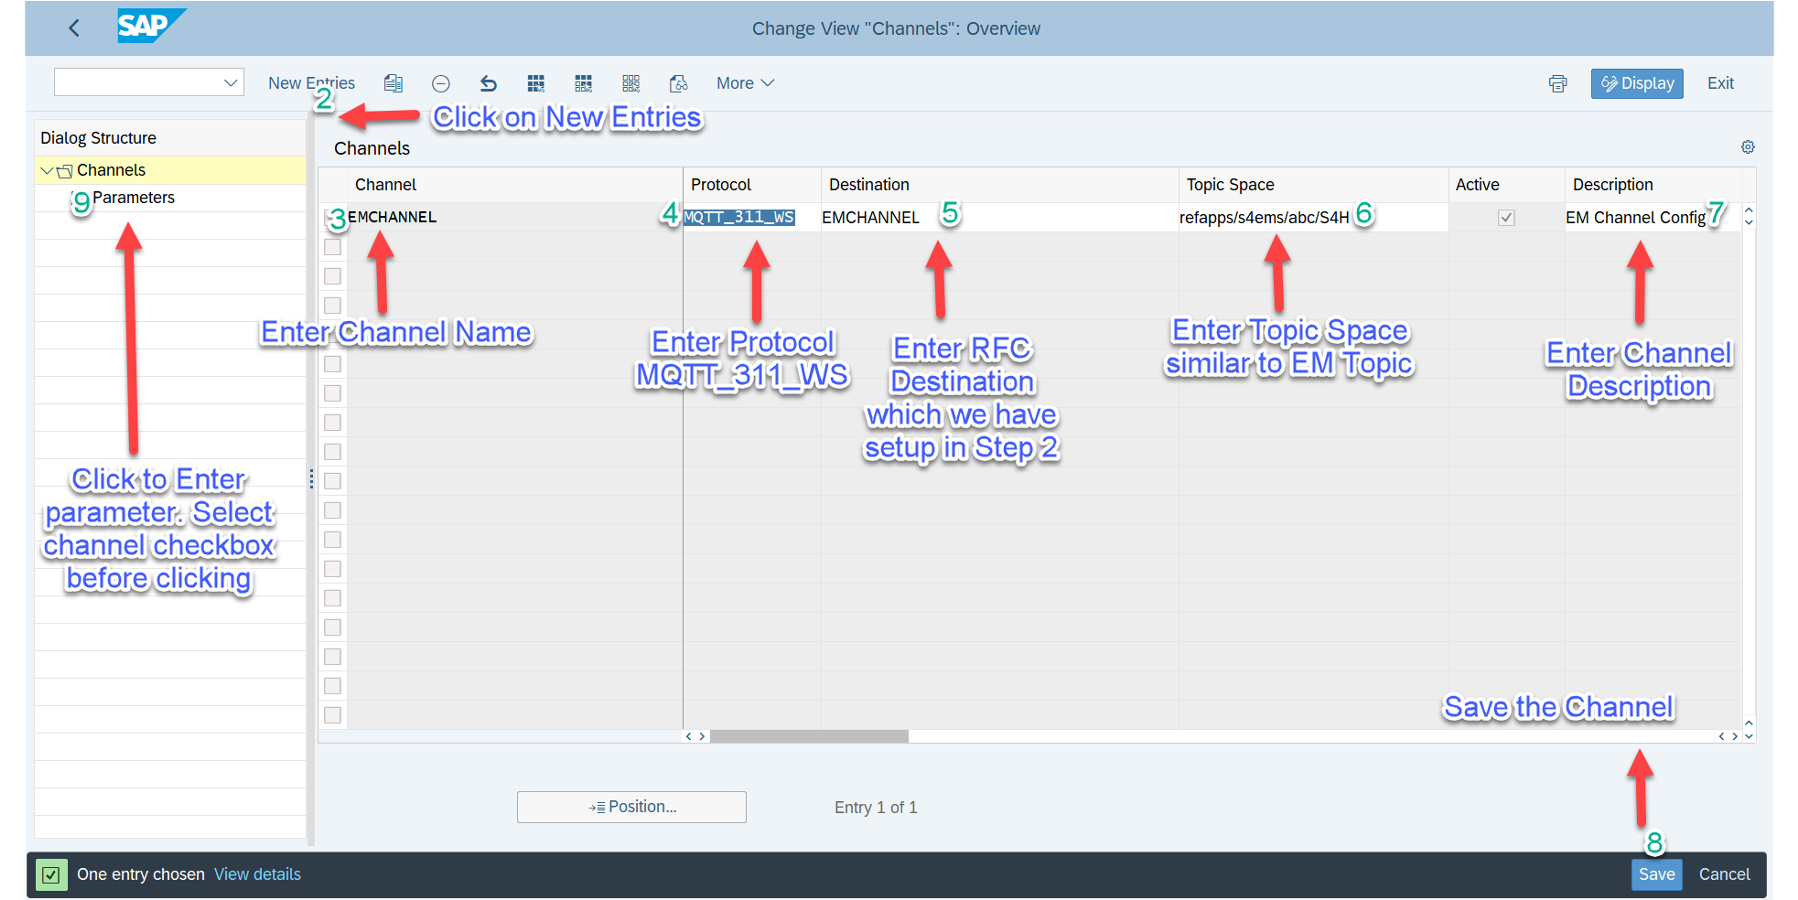 SAP
Change View "Channels": Overview
New Entries
More
Display
Exit
2
Click on New Entries
Dialog Structure
Channels
Channels
Parameters
9
Channel
Protocol
Destination
Topic Space
Active
Description
3
EMCHANNEL
4
MQTT_311_WS
EMCHANNEL
5
refapps/s4ems/abc/S4H
6
EM Channel Config
7
Enter Channel Name
Enter Protocol
MQTT_311_WS
Enter RFC
Destination
which we have
setup in Step 2
Enter Topic Space
similar to EM Topic
Enter Channel
Description
Click to Enter
parameter. Select
channel checkbox
before clicking
Save the Channel
Position...
Entry 1 of 1
8
One entry chosen
View details
Save
Cancel